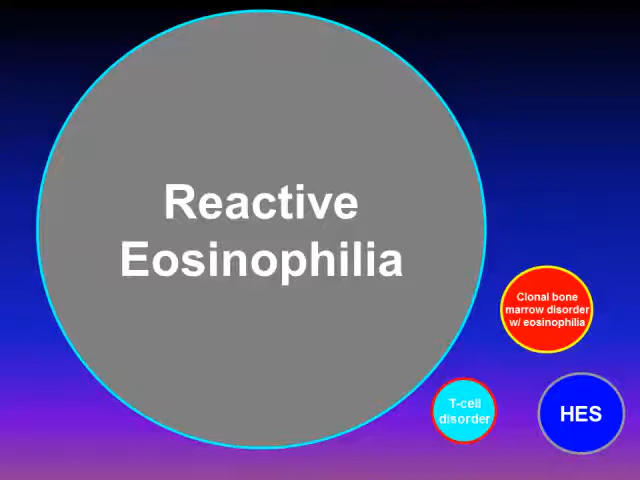 Reactive
Eosinophilia
Clonal bone
marrow disorder
w/ eosinophilia
T-cell
disorder
HES